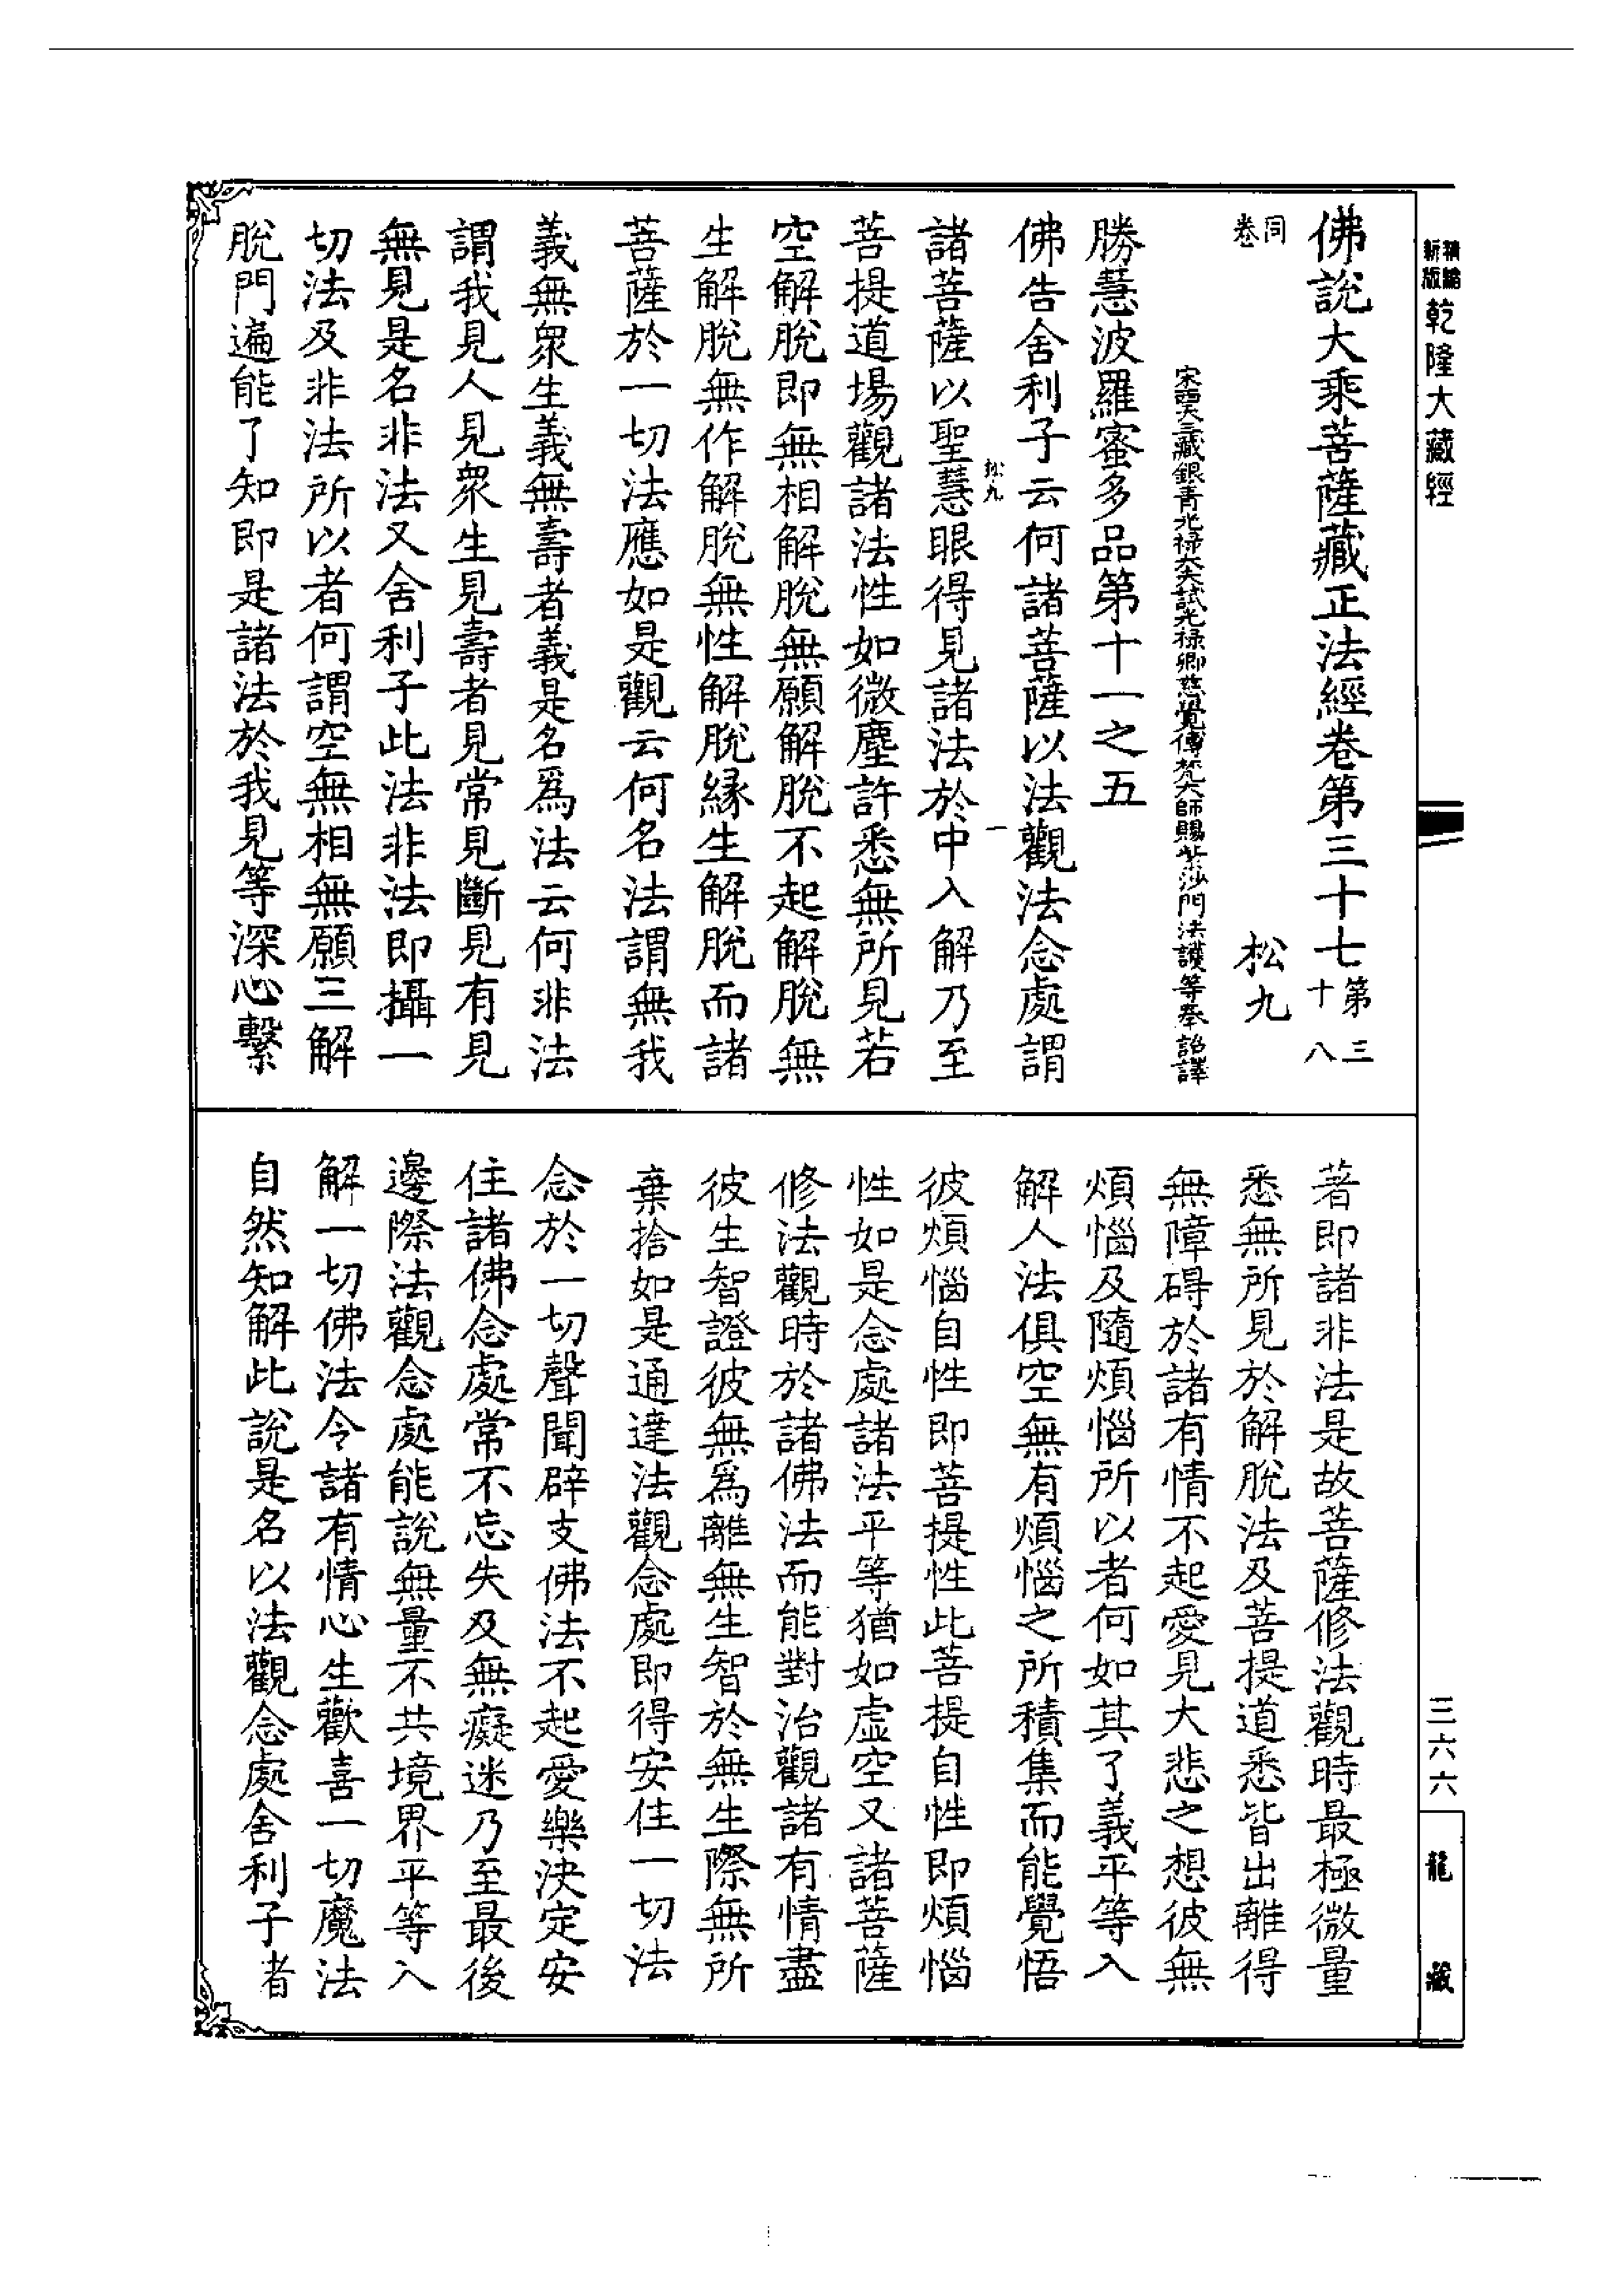 精編新版乾隆大藏經
佛說大乘菩薩藏正法經卷第三十七第三十八
同卷
松九
宋譯天三藏銀青光祿大夫試光祿卿慈覺傳梵大師賜紫沙門法護等奉詔譯
勝慧波羅蜜多品第十一之五
佛告舍利子云何諸菩薩以法觀法念處謂
松九 一
諸菩薩以聖慧眼得見諸法於中入解乃至
菩提道場觀諸法性如微塵許悉無所見若
空解脫即無相解脫無願解脫不起解脫無
生解脫無作解脫無性解脫緣生解脫而諸
菩薩於一切法應如是觀云何名法謂無我
義無眾生義無壽者義是名爲法云何非法
謂我見人見眾生見壽者見常見斷見有見
無見是名非法又舍利子此法非法即攝一
切法及非法所以者何謂空無相無願三解
脫門遍能了知即是諸法於我見等深心繫
著即諸非法是故菩薩修法觀時最極微量
悉無所見於解脫法及菩提道悉皆出離得
無障碍於諸有情不起愛見大悲之想彼無
煩惱及隨煩惱所以者何如其了義平等入
解人法俱空無有煩惱之所積集而能覺悟
彼煩惱自性即菩提性此菩提自性即煩惱
性如是念處諸法平等猶如虛空又諸菩薩
修法觀時於諸佛法而能對治觀諸有情盡
彼生智證彼無爲離無生智於無生際無所
棄捨如是通達法觀念處即得安住一切法
念於一切聲聞辟支佛法不起愛樂決定安
住諸佛念處常不忘失及無癡迷乃至最後
邊際法觀念處能說無量不共境界平等入
解一切佛法令諸有情心生歡喜一切魔法
自然知解此說是名以法觀念處舍利子者
三六六
龍藏